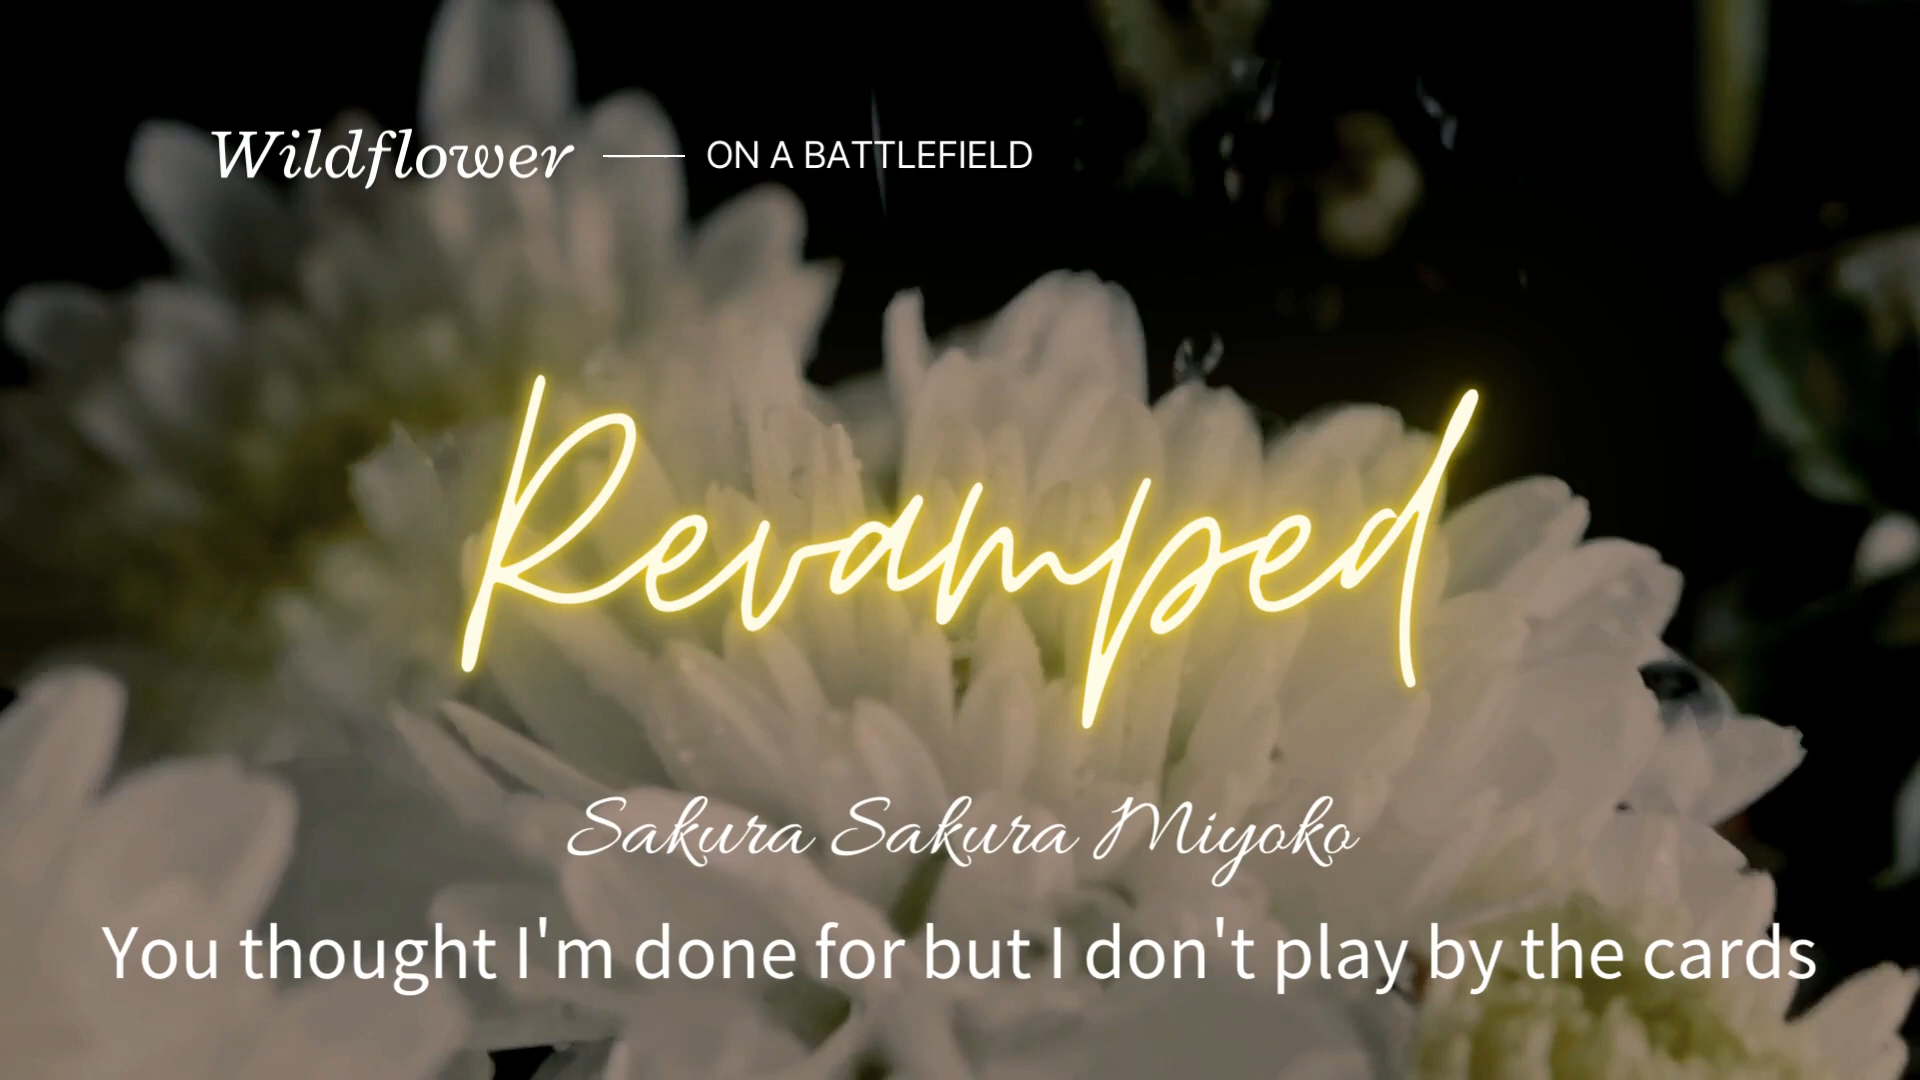 Wildflower — ON A BATTLEFIELD
Revamped
Sakura Sakura Miyoko
You thought I'm done for but I don't play by the cards